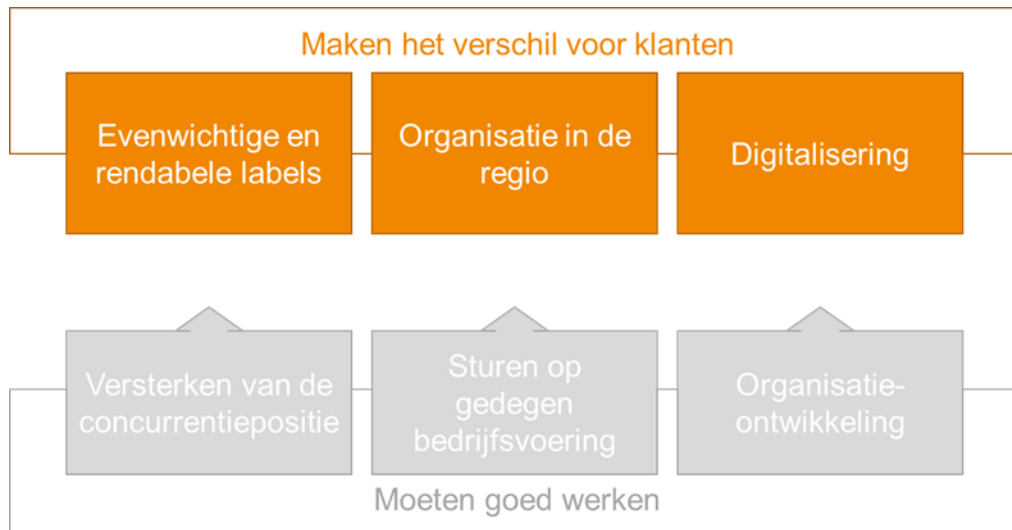 Maken het verschil voor klanten
Evenwichtige en
rendabele labels
Organisatie in de
regio
Digitalisering
Versterken van de
concurrentiepositie
Sturen op
gedegen
bedrijfsvoering
Organisatie-
ontwikkeling
Moeten goed werken